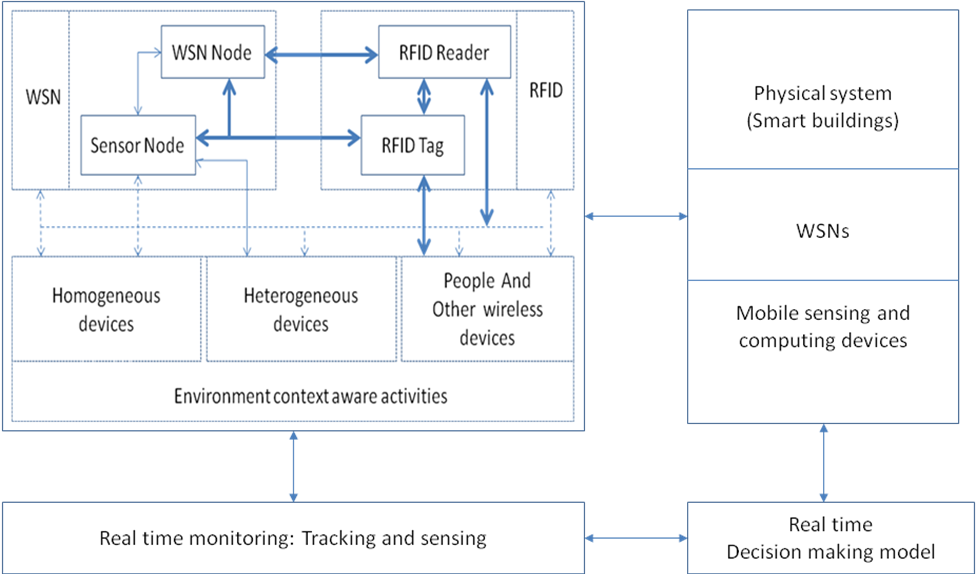 WSN
WSN Node
Sensor Node
RFID Reader
RFID Tag
RFID
Homogeneous
devices
Heterogeneous
devices
People And
Other wireless
devices
Environment context aware activities
Physical system
(Smart buildings)
WSNs
Mobile sensing and
computing devices
Real time monitoring: Tracking and sensing
Real time
Decision making model